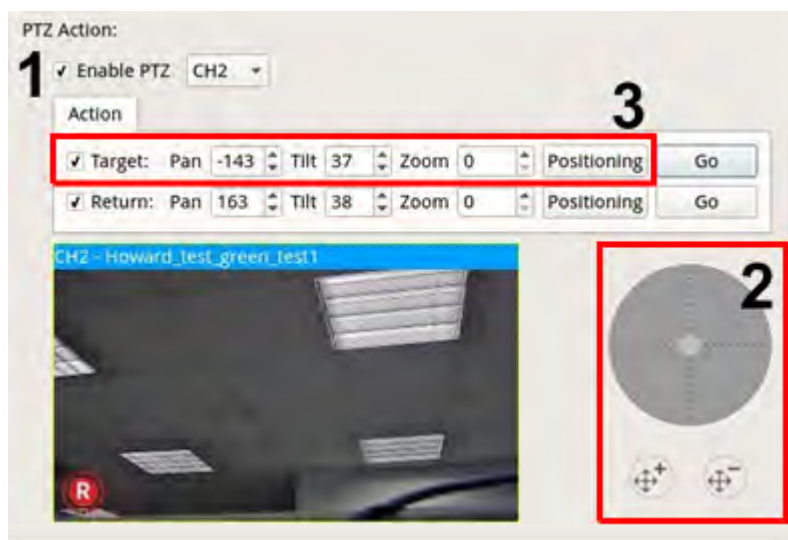 PTZ Action:
1
Enable PTZ CH2
Action
3
Target: Pan -143 Tilt 37 Zoom 0 Positioning Go
Return: Pan 163 Tilt 38 Zoom 0 Positioning Go
CH2 - Howard_test_green_test1
2
R